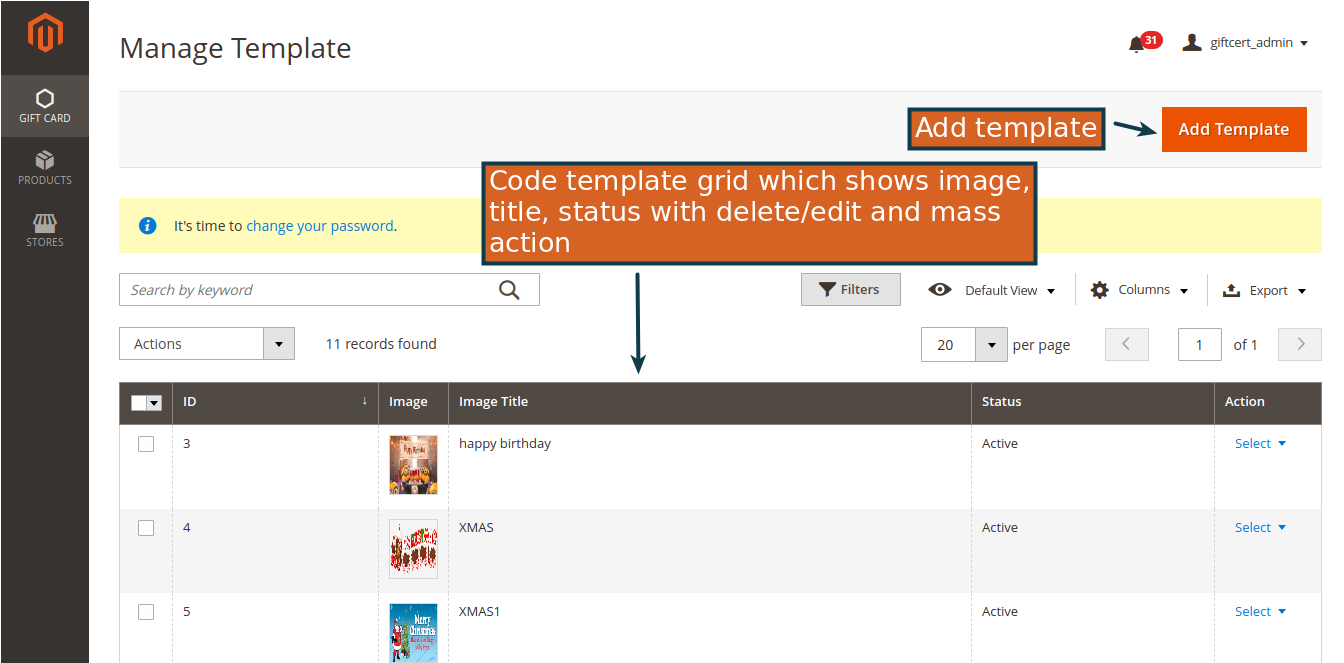 Manage Template
31
giftcert_admin
GIFT CARD
PRODUCTS
STORES
Add template
Add Template
Code template grid which shows image,
title, status with delete/edit and mass
action
It's time to change your password.
Search by keyword
Filters
Default View
Columns
Export
Actions
11 records found
20
per page
1
of 1
ID ↓ Image Image Title Status Action
3 happy birthday Active Select
4 XMAS Active Select
5 XMAS1 Active Select
Merry
Christmas